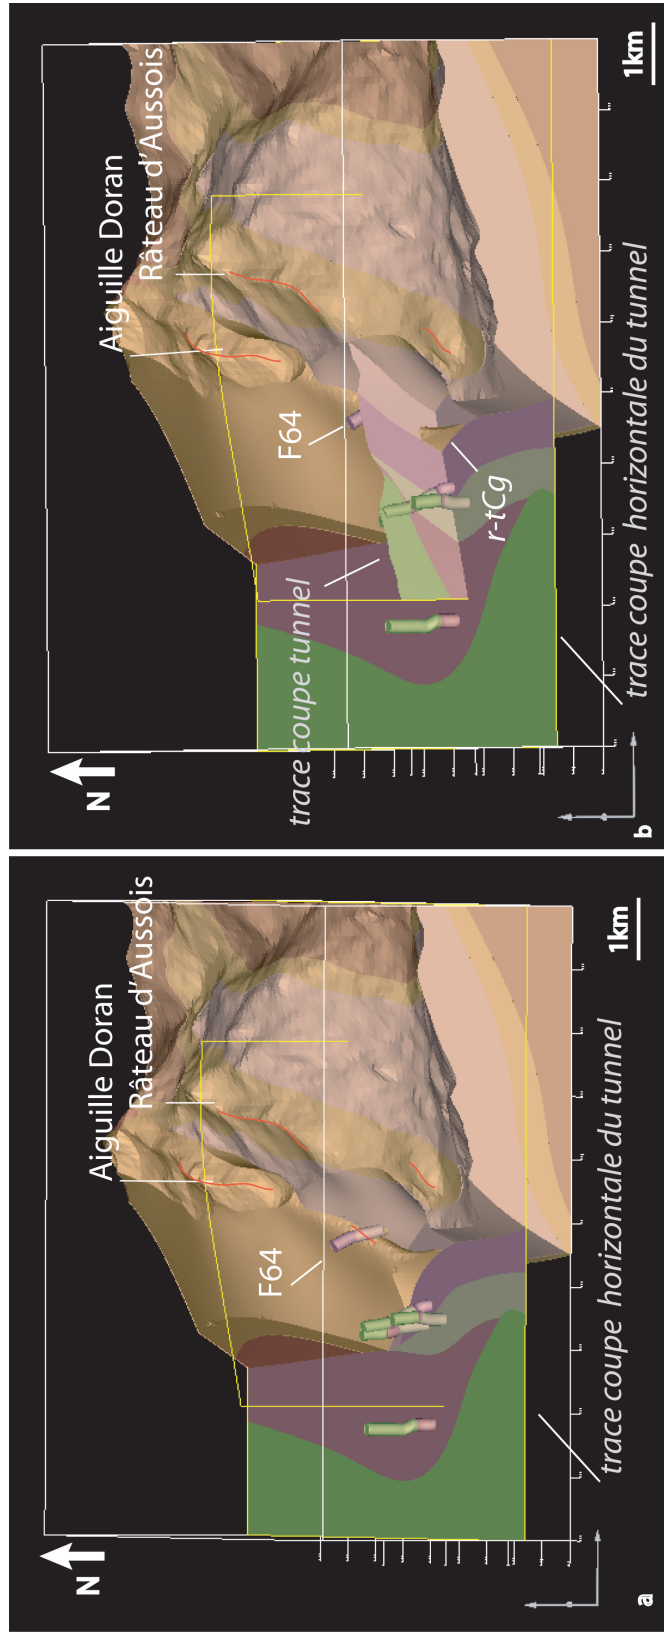 N
Aiguille Doran
Râteau d'Aussois
F64
trace coupe horizontale du tunnel
1km
a
N
Aiguille Doran
Râteau d'Aussois
F64
trace coupe tunnel
r-tCg
trace coupe horizontale du tunnel
1km
b